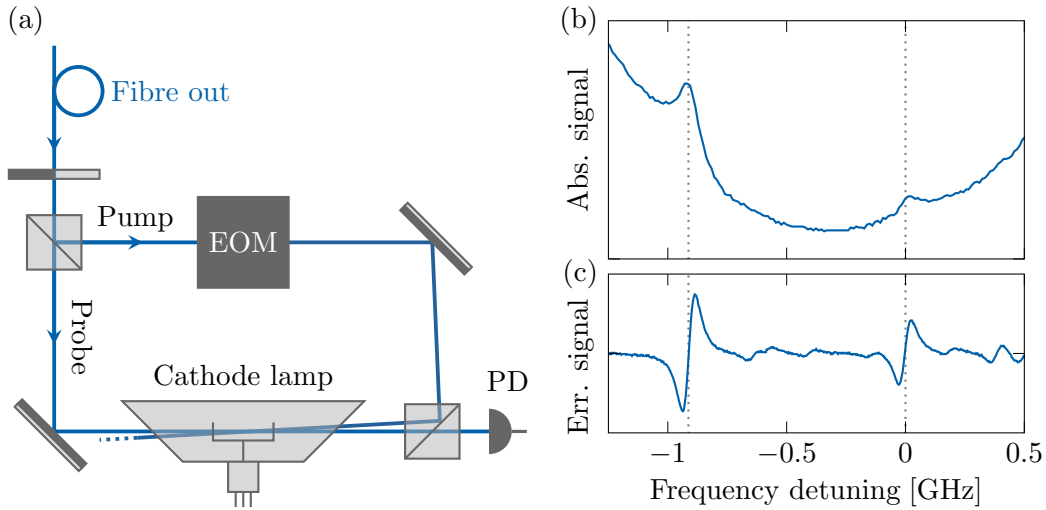 (a)
Fibre out
Pump
EOM
Probe
Cathode lamp
PD
(b)
Abs. signal
(c)
Err. signal
−1
−0.5
0
0.5
Frequency detuning [GHz]